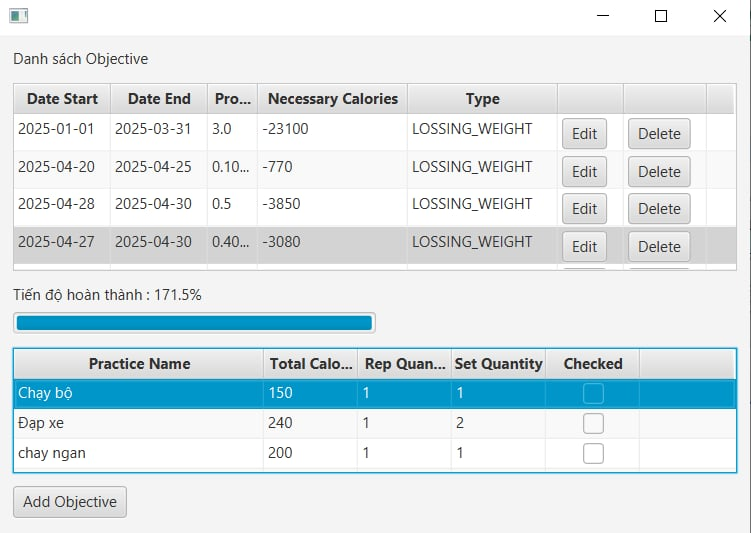 Danh sách Objective
Date Start Date End Pro... Necessary Calories Type
2025-01-01 2025-03-31 3.0 -23100 LOSSING_WEIGHT Edit Delete
2025-04-20 2025-04-25 0.10... -770 LOSSING_WEIGHT Edit Delete
2025-04-28 2025-04-30 0.5 -3850 LOSSING_WEIGHT Edit Delete
2025-04-27 2025-04-30 0.40... -3080 LOSSING_WEIGHT Edit Delete
Tiến độ hoàn thành : 171.5%
Practice Name Total Calo... Rep Quan... Set Quantity Checked
Chạy bộ 150 1 1
Đạp xe 240 1 2
chay ngan 200 1 1
Add Objective